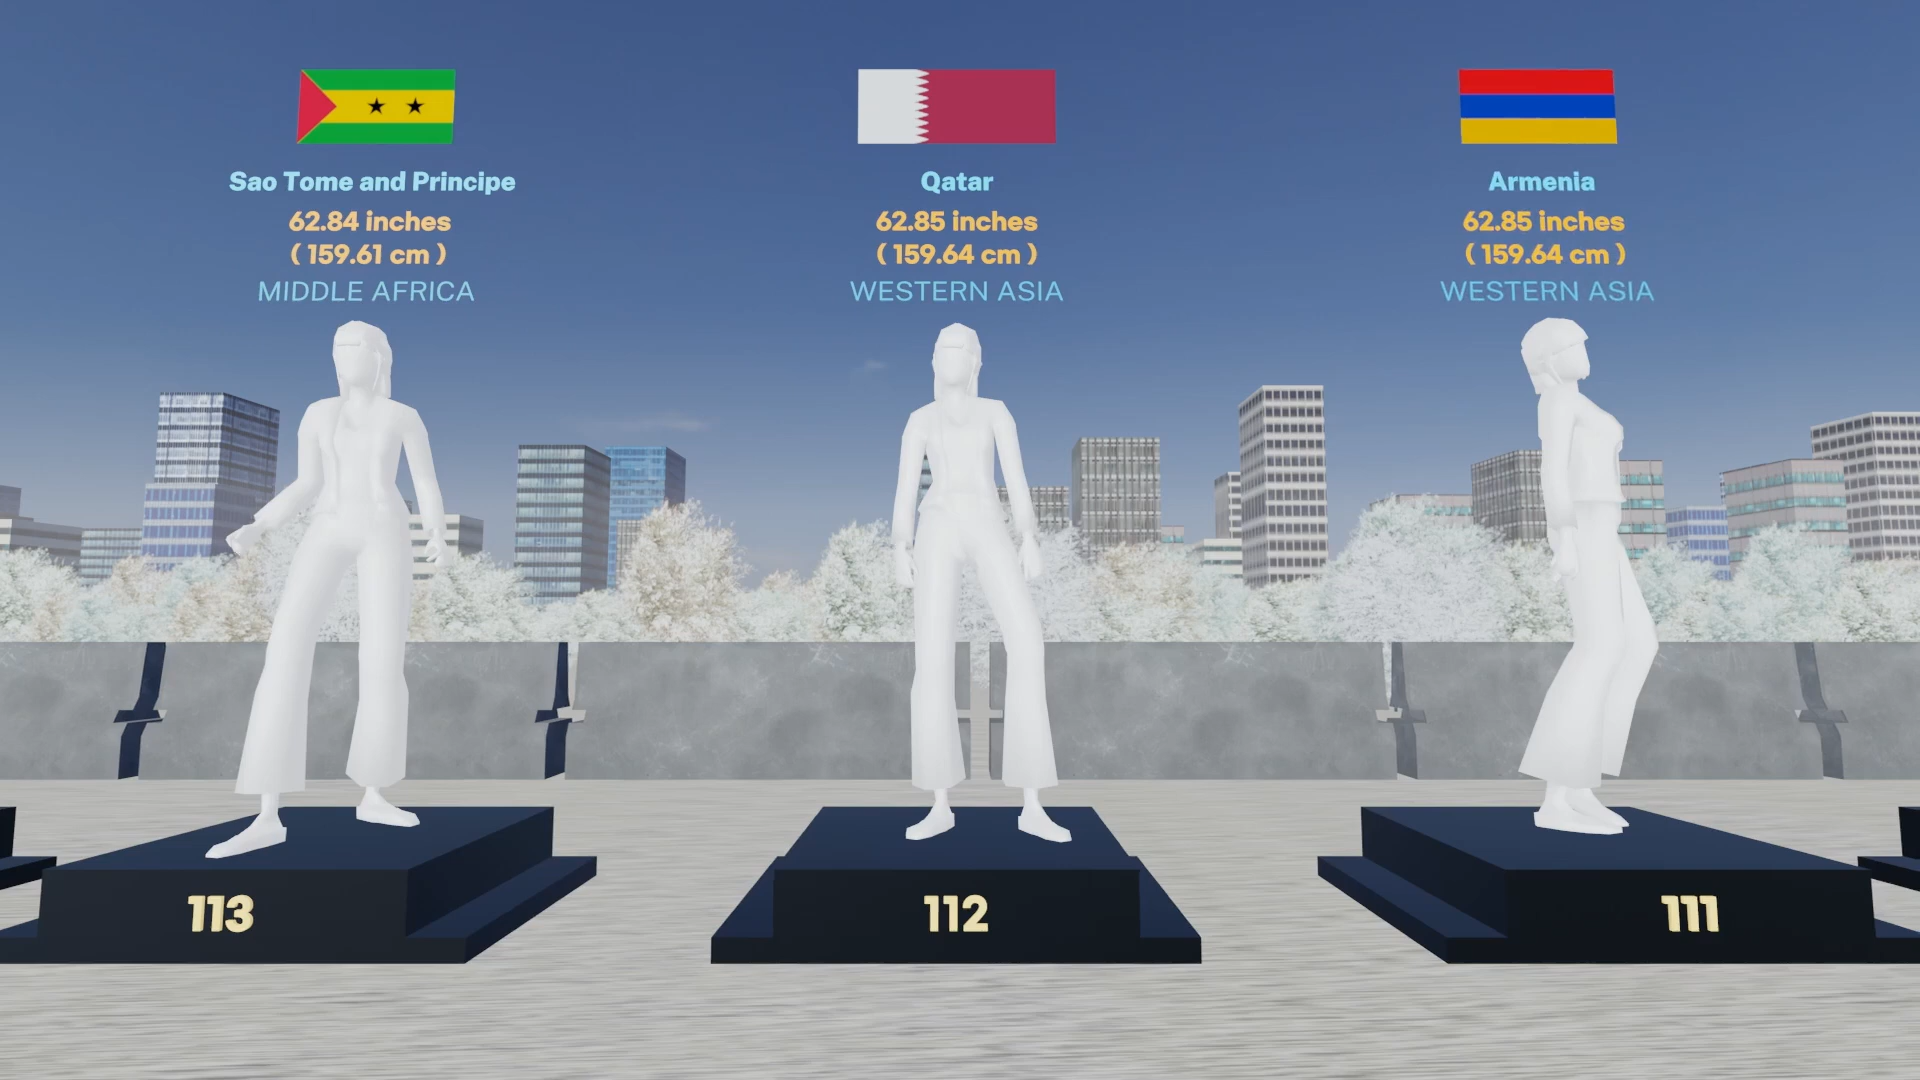 Sao Tome and Principe
62.84 inches
( 159.61 cm )
MIDDLE AFRICA
113
Qatar
62.85 inches
( 159.64 cm )
WESTERN ASIA
112
Armenia
62.85 inches
( 159.64 cm )
WESTERN ASIA
111